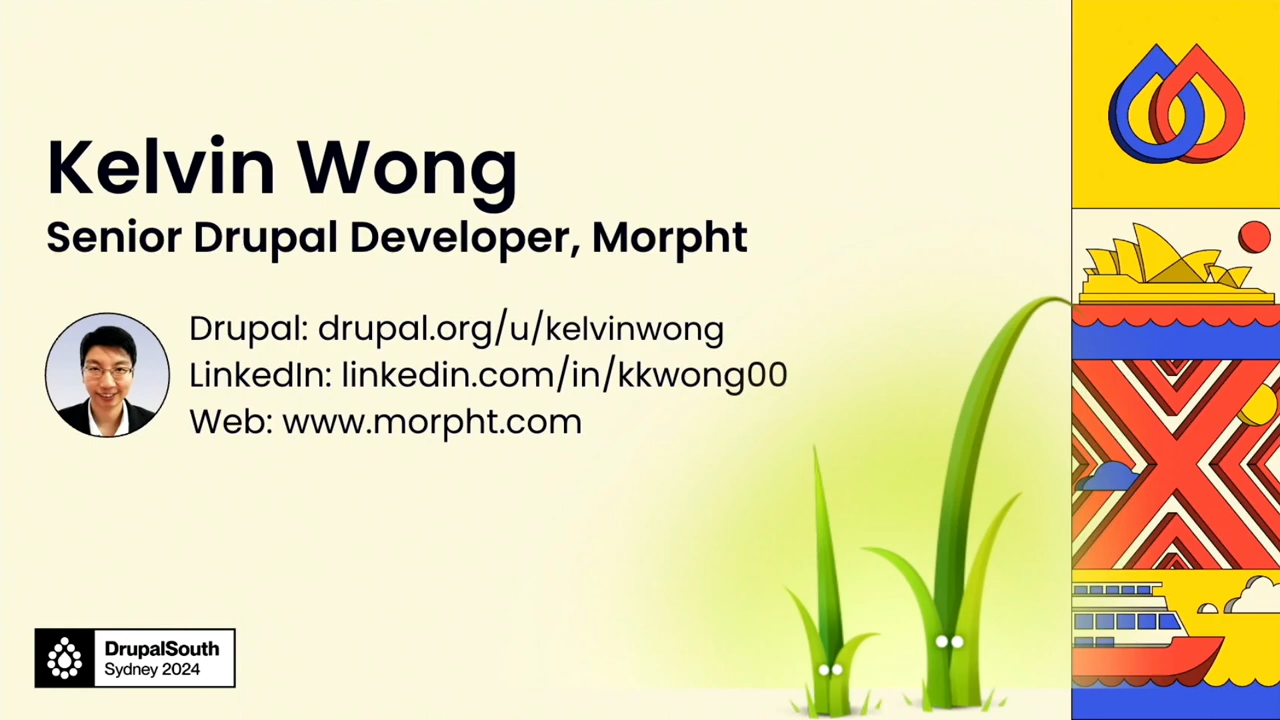 Kelvin Wong
Senior Drupal Developer, Morpht
Drupal: drupal.org/u/kelvinwong
LinkedIn: linkedin.com/in/kkwong00
Web: www.morpht.com
DrupalSouth
Sydney 2024